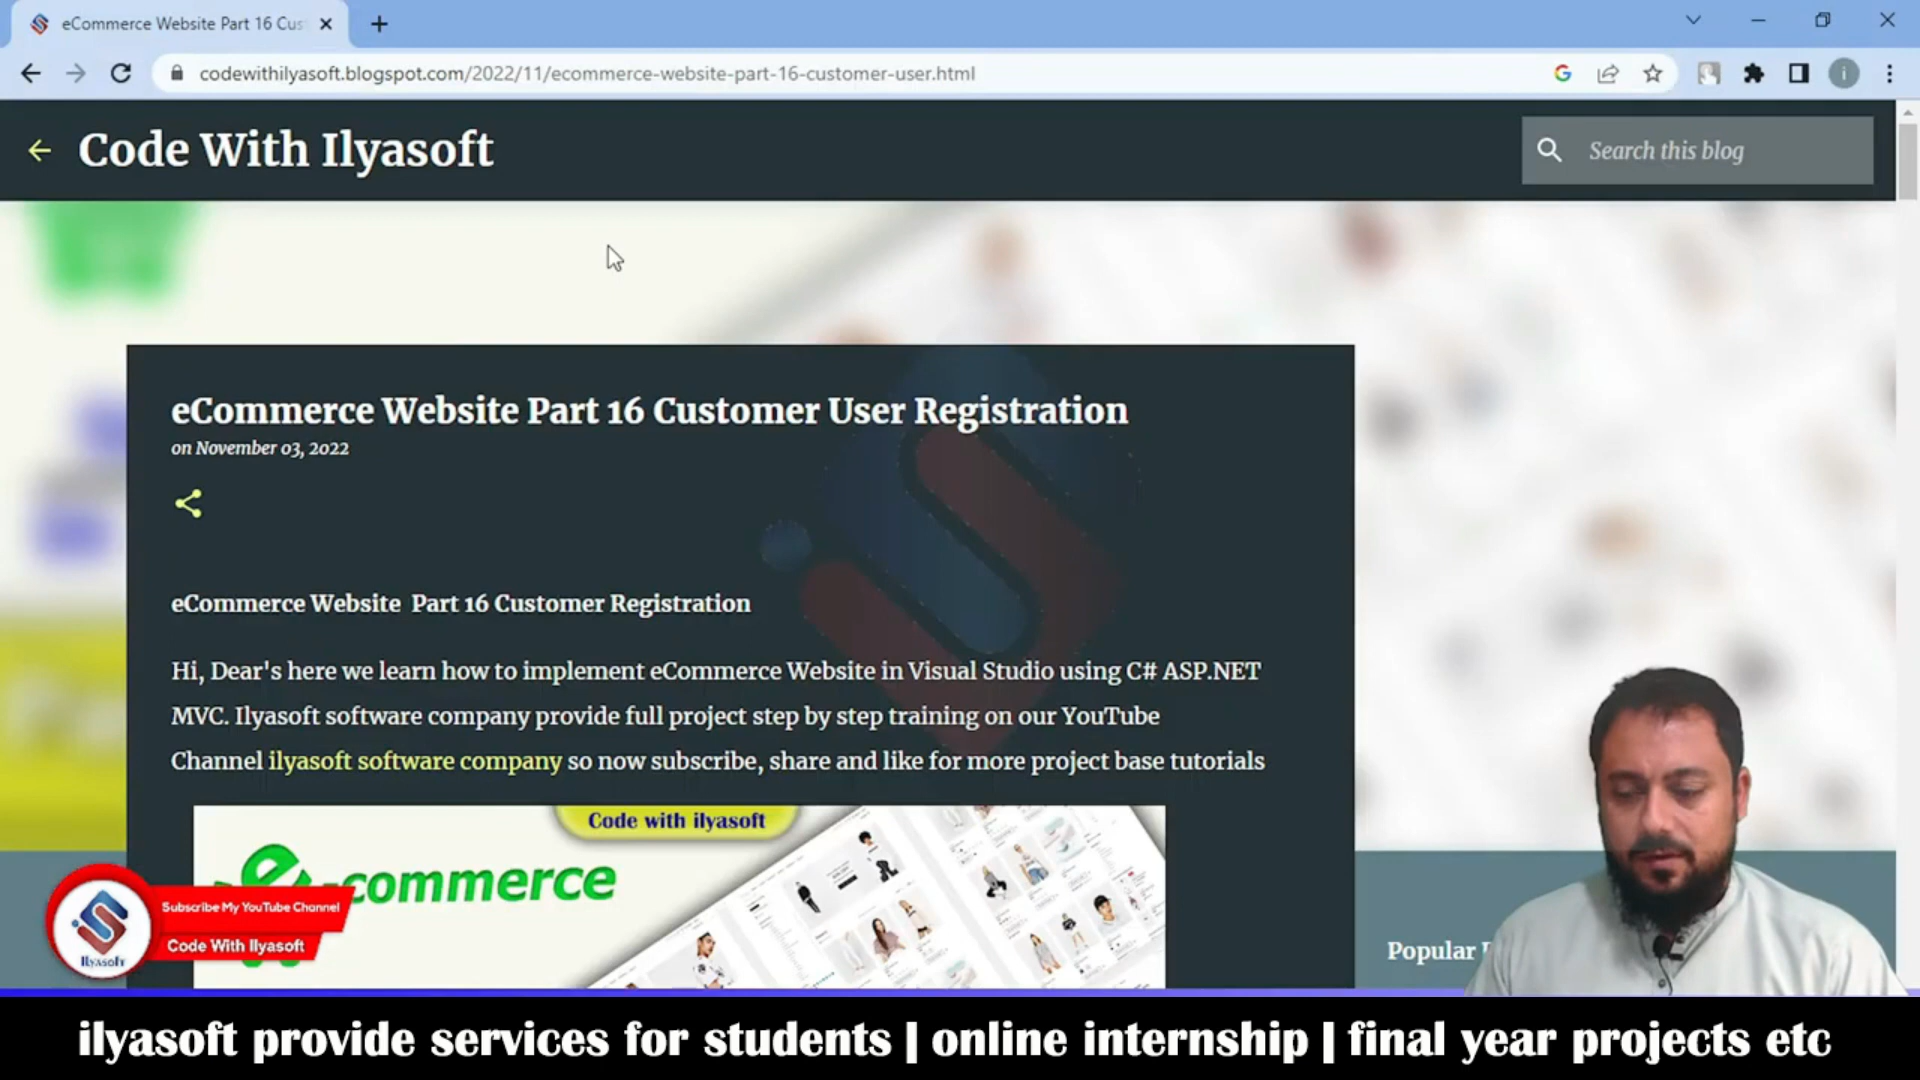 eCommerce Website Part 16 Cus
codewithilyasoft.blogspot.com/2022/11/ecommerce-website-part-16-customer-user.html
i
Code With Ilyasoft
Search this blog
eCommerce Website Part 16 Customer User Registration
on November 03, 2022
eCommerce Website Part 16 Customer Registration
Hi, Dear's here we learn how to implement eCommerce Website in Visual Studio using C# ASP.NET
MVC. Ilyasoft software company provide full project step by step training on our YouTube
Channel ilyasoft software company so now subscribe, share and like for more project base tutorials
Code with ilyasoft
e-commerce
Subscribe My YouTube Channel
Code With Ilyasoft
Ilyasoft
Popular
ilyasoft provide services for students | online internship | final year projects etc